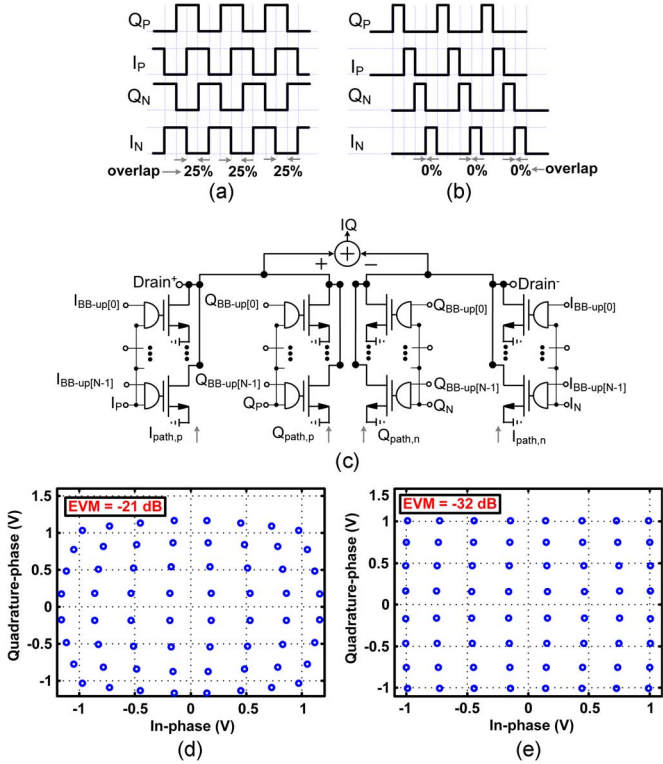 Q_P
I_P
Q_N
I_N
overlap 25% 25% 25%
(a)
Q_P
I_P
Q_N
I_N
0% 0% 0% overlap
(b)
IQ
+ + −
Drain⁺ Drain⁻
I_BB-up[0] Q_BB-up[0] Q_BB-up[0] I_BB-up[0]
I_BB-up[N-1] Q_BB-up[N-1] Q_BB-up[N-1] I_BB-up[N-1]
I_P Q_P Q_N I_N
I_path,p Q_path,p Q_path,n I_path,n
(c)
EVM = -21 dB
Quadrature-phase (V)
1.5
1
0.5
0
-0.5
-1
-1 -0.5 0 0.5 1
In-phase (V)
(d)
EVM = -32 dB
Quadrature-phase (V)
1.5
1
0.5
0
-0.5
-1
-1 -0.5 0 0.5 1
In-phase (V)
(e)